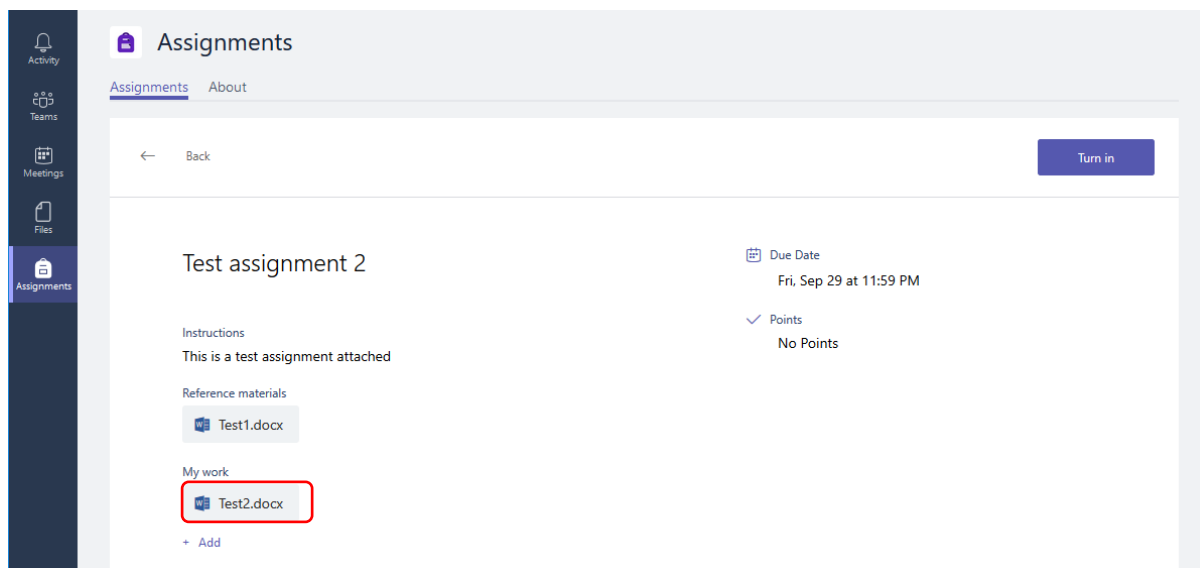 Activity
Teams
Meetings
Files
Assignments
Assignments
Assignments About
Back
Turn in
Test assignment 2
Instructions
This is a test assignment attached
Reference materials
Test1.docx
My work
Test2.docx
+ Add
Due Date
Fri, Sep 29 at 11:59 PM
Points
No Points